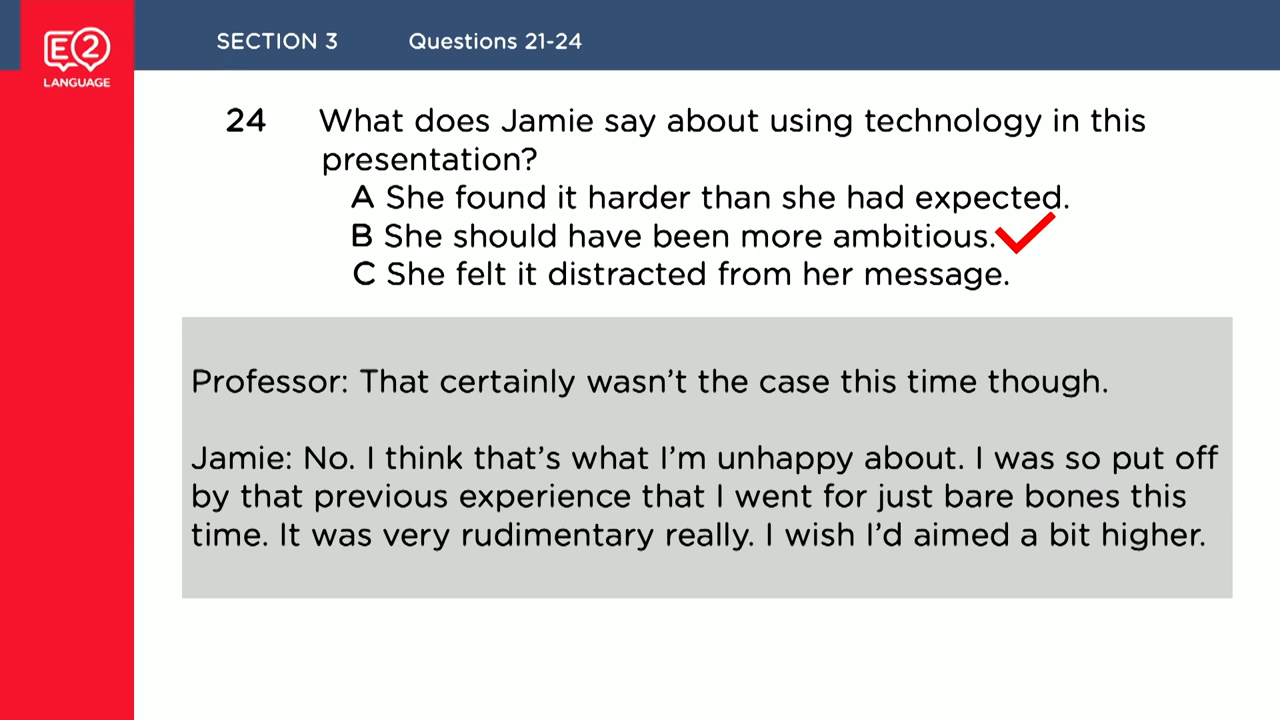 E2
LANGUAGE
SECTION 3 Questions 21-24
24 What does Jamie say about using technology in this
presentation?
A She found it harder than she had expected.
B She should have been more ambitious.
C She felt it distracted from her message.
Professor: That certainly wasn't the case this time though.
Jamie: No. I think that's what I'm unhappy about. I was so put off
by that previous experience that I went for just bare bones this
time. It was very rudimentary really. I wish I'd aimed a bit higher.